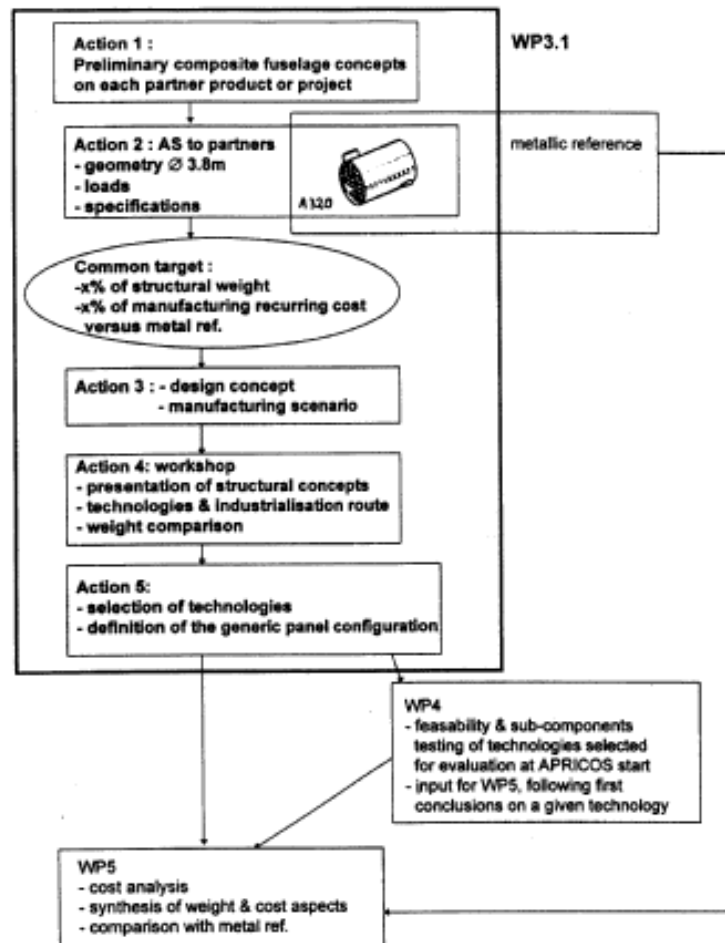 Action 1 :
Preliminary composite fuselage concepts
on each partner product or project
WP3.1
Action 2 : AS to partners
- geometry Ø 3.8m
- loads
- specifications
A320
metallic reference
Common target :
-x% of structural weight
-x% of manufacturing recurring cost
versus metal ref.
Action 3 : - design concept
- manufacturing scenario
Action 4: workshop
- presentation of structural concepts
- technologies & industrialisation route
- weight comparison
Action 5:
- selection of technologies
- definition of the generic panel configuration
WP4
- feasability & sub-components
testing of technologies selected
for evaluation at APRICOS start
- input for WP5, following first
conclusions on a given technology
WP5
- cost analysis
- synthesis of weight & cost aspects
- comparison with metal ref.